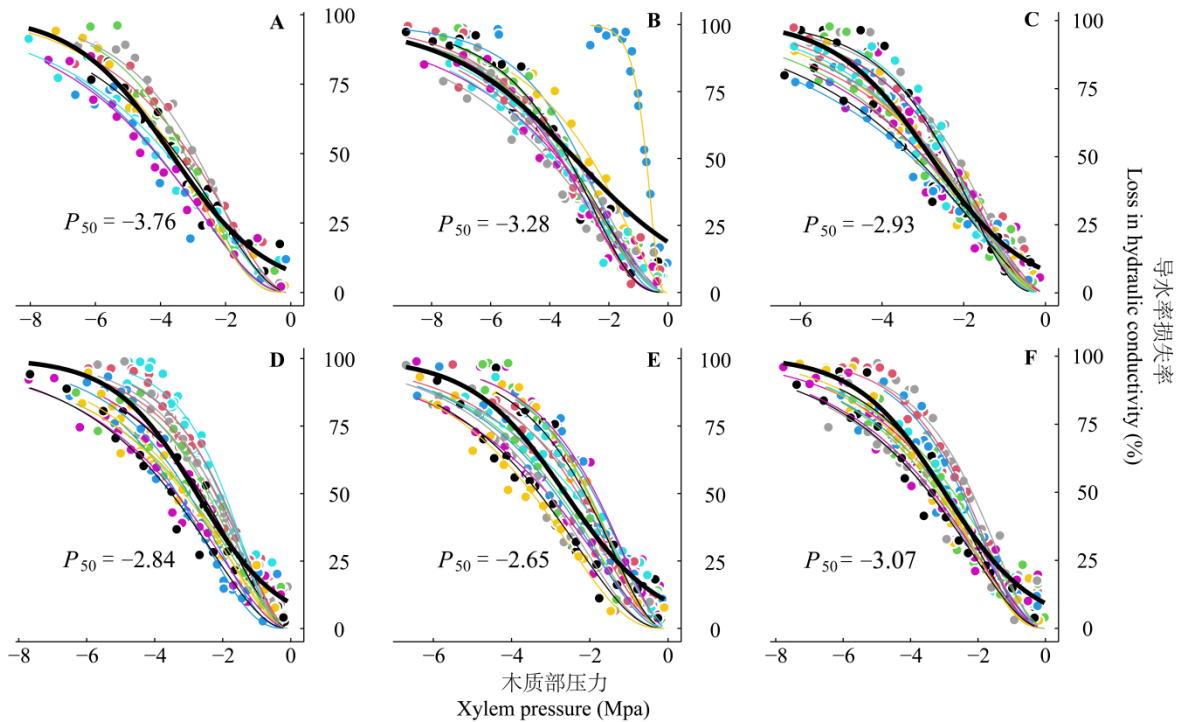 A
B
C
100
75
50
25
0
100
75
50
25
0
100
75
50
25
0
P50 = −3.76
P50 = −3.28
P50 = −2.93
−8 −6 −4 −2 0
−8 −6 −4 −2 0
−6 −4 −2 0
D
E
F
100
75
50
25
0
100
75
50
25
0
100
75
50
25
0
P50 = −2.84
P50 = −2.65
P50 = −3.07
−8 −6 −4 −2 0
−6 −4 −2 0
−8 −6 −4 −2 0
木质部压力
Xylem pressure (Mpa)
导水率损失率
Loss in hydraulic conductivity (%)